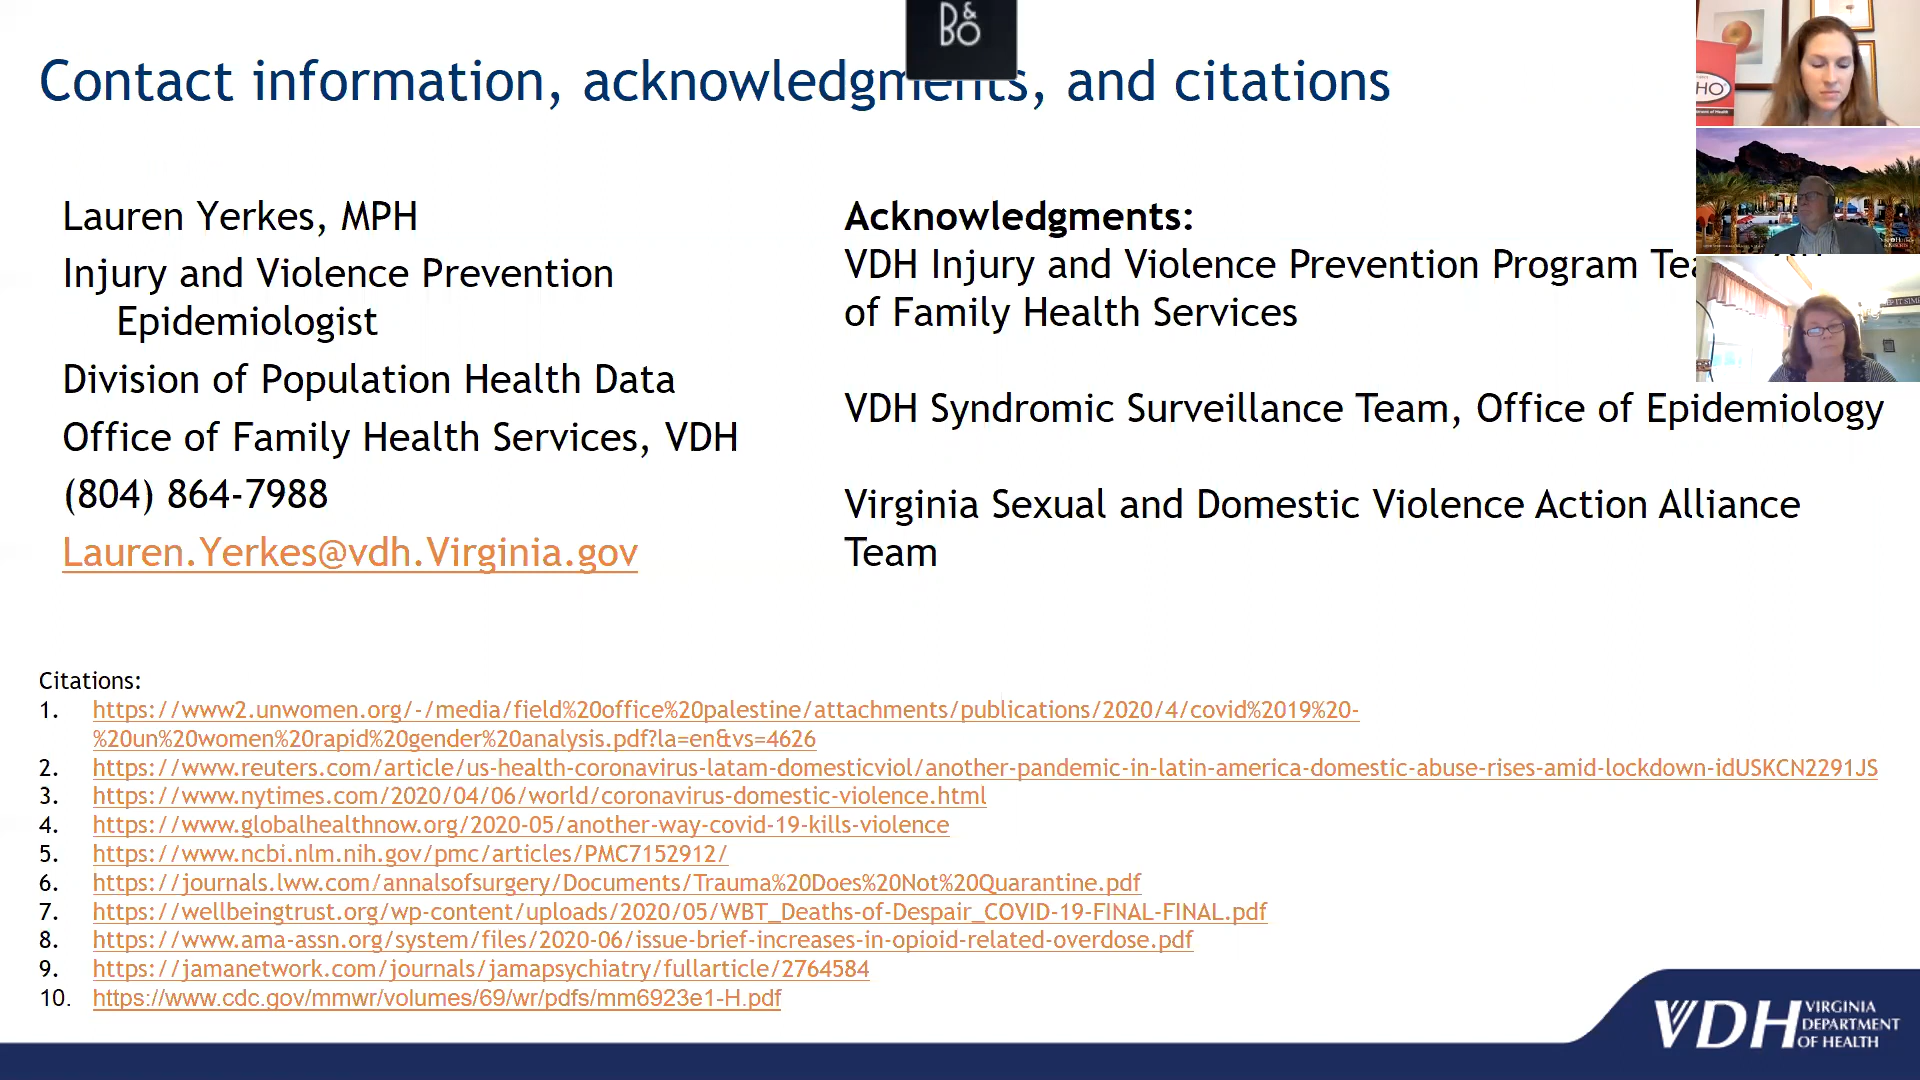 B&O
Contact information, acknowledgments, and citations
Lauren Yerkes, MPH
Injury and Violence Prevention
Epidemiologist
Division of Population Health Data
Office of Family Health Services, VDH
(804) 864-7988
Lauren.Yerkes@vdh.Virginia.gov
Acknowledgments:
VDH Injury and Violence Prevention Program
of Family Health Services
VDH Syndromic Surveillance Team, Office of Epidemiology
Virginia Sexual and Domestic Violence Action Alliance
Team
HO
Citations:
1. https://www2.unwomen.org/-/media/field%20office%20palestine/attachments/publications/2020/4/covid%2019%20-
%20un%20women%20rapid%20gender%20analysis.pdf?la=en&vs=4626
2. https://www.reuters.com/article/us-health-coronavirus-latam-domesticviol/another-pandemic-in-latin-america-domestic-abuse-rises-amid-lockdown-idUSKCN2291JS
3. https://www.nytimes.com/2020/04/06/world/coronavirus-domestic-violence.html
4. https://www.globalhealthnow.org/2020-05/another-way-covid-19-kills-violence
5. https://www.ncbi.nlm.nih.gov/pmc/articles/PMC7152912/
6. https://journals.lww.com/annalsofsurgery/Documents/Trauma%20Does%20Not%20Quarantine.pdf
7. https://wellbeingtrust.org/wp-content/uploads/2020/05/WBT_Deaths-of-Despair_COVID-19-FINAL-FINAL.pdf
8. https://www.ama-assn.org/system/files/2020-06/issue-brief-increases-in-opioid-related-overdose.pdf
9. https://jamanetwork.com/journals/jamapsychiatry/fullarticle/2764584
10. https://www.cdc.gov/mmwr/volumes/69/wr/pdfs/mm6923e1-H.pdf
VDH VIRGINIA
DEPARTMENT
OF HEALTH